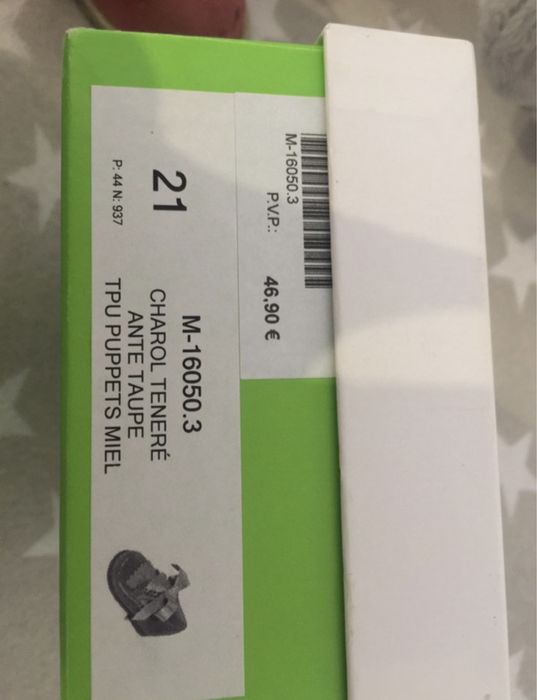 M-16050.3
P.V.P.: 46,90 €
21
P: 44 N: 937
M-16050.3
CHAROL TENERÉ
ANTE TAUPE
TPU PUPPETS MIEL